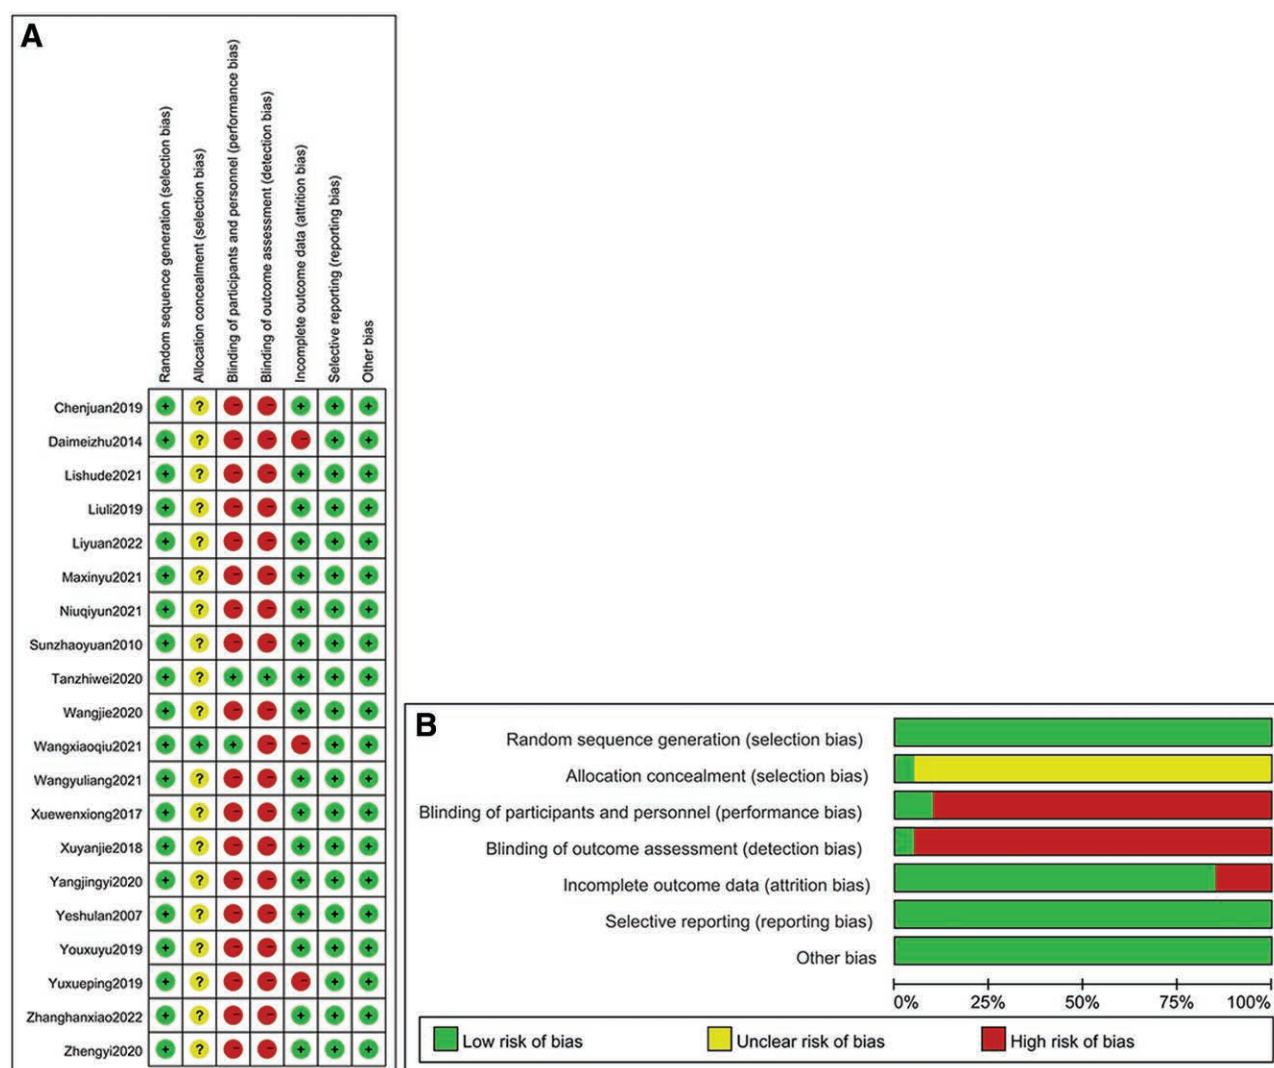 A
Random sequence generation (selection bias)
Allocation concealment (selection bias)
Blinding of participants and personnel (performance bias)
Blinding of outcome assessment (detection bias)
Incomplete outcome data (attrition bias)
Selective reporting (reporting bias)
Other bias
Chenjuan2019 + ? - - + + +
Daimeizhu2014 + ? - - - + +
Lishude2021 + ? - - + + +
Liuli2019 + ? - - + + +
Liyuan2022 + ? - - + + +
Maxinyu2021 + ? - - + + +
Niuqiyun2021 + ? - - + + +
Sunzhaoyuan2010 + ? - - + + +
Tanzhiwei2020 + ? + + + + +
Wangjie2020 + ? - - + + +
Wangxiaoqiu2021 + + + - - + +
Wangyuliang2021 + ? - - + + +
Xuewenxiong2017 + ? - - + + +
Xuyanjie2018 + ? - - + + +
Yangjingyi2020 + ? - - + + +
Yeshulan2007 + ? - - + + +
Youxuyu2019 + ? - - + + +
Yuxueping2019 + ? - - - + +
Zhanghanxiao2022 + ? - - + + +
Zhengyi2020 + ? - - + + +
B
Random sequence generation (selection bias)
Allocation concealment (selection bias)
Blinding of participants and personnel (performance bias)
Blinding of outcome assessment (detection bias)
Incomplete outcome data (attrition bias)
Selective reporting (reporting bias)
Other bias
0% 25% 50% 75% 100%
Low risk of bias Unclear risk of bias High risk of bias